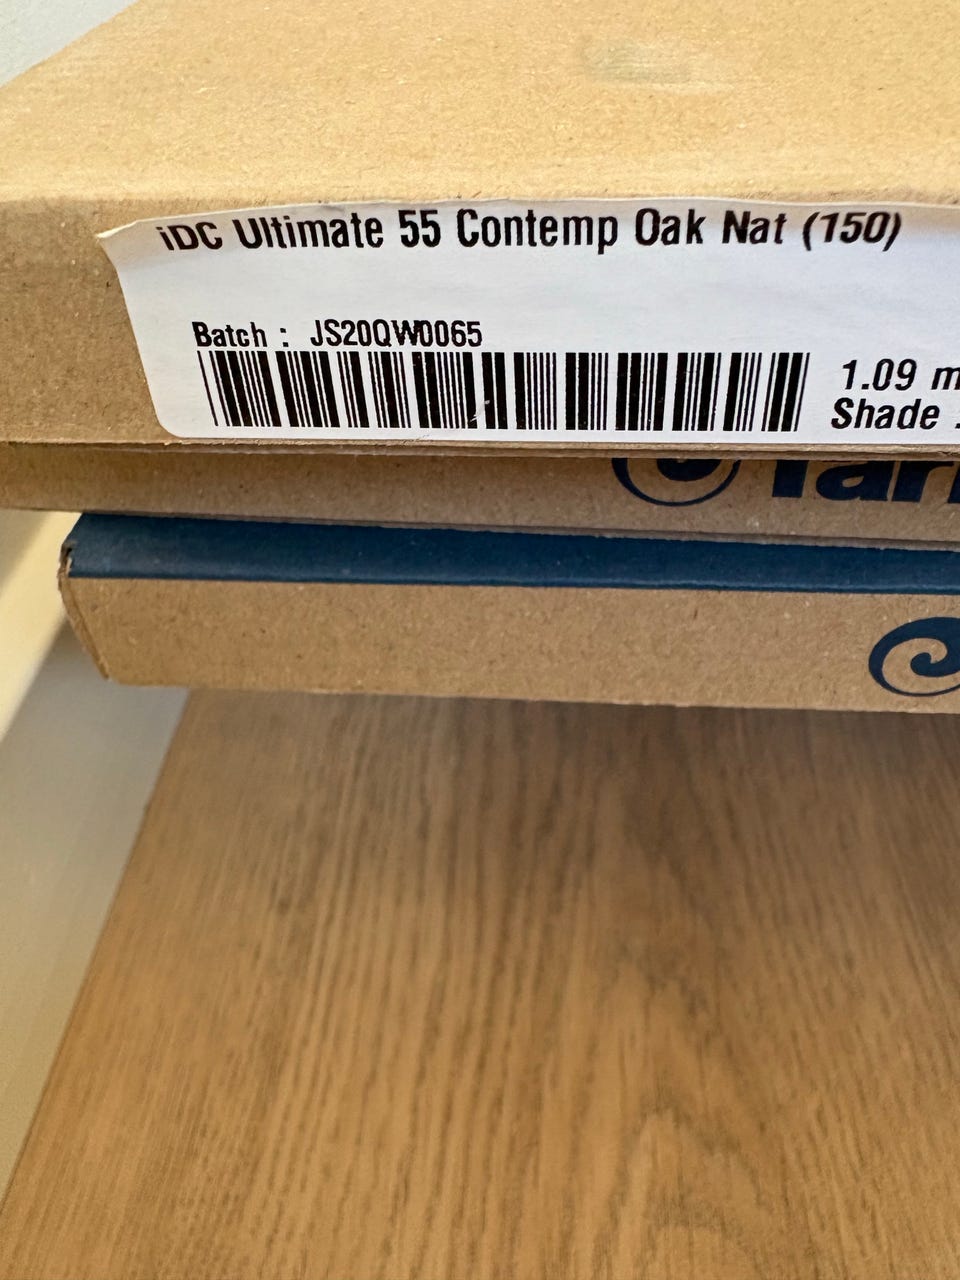 iDC Ultimate 55 Contemp Oak Nat (150)
Batch : JS20QW0065
1.09 m
Shade :